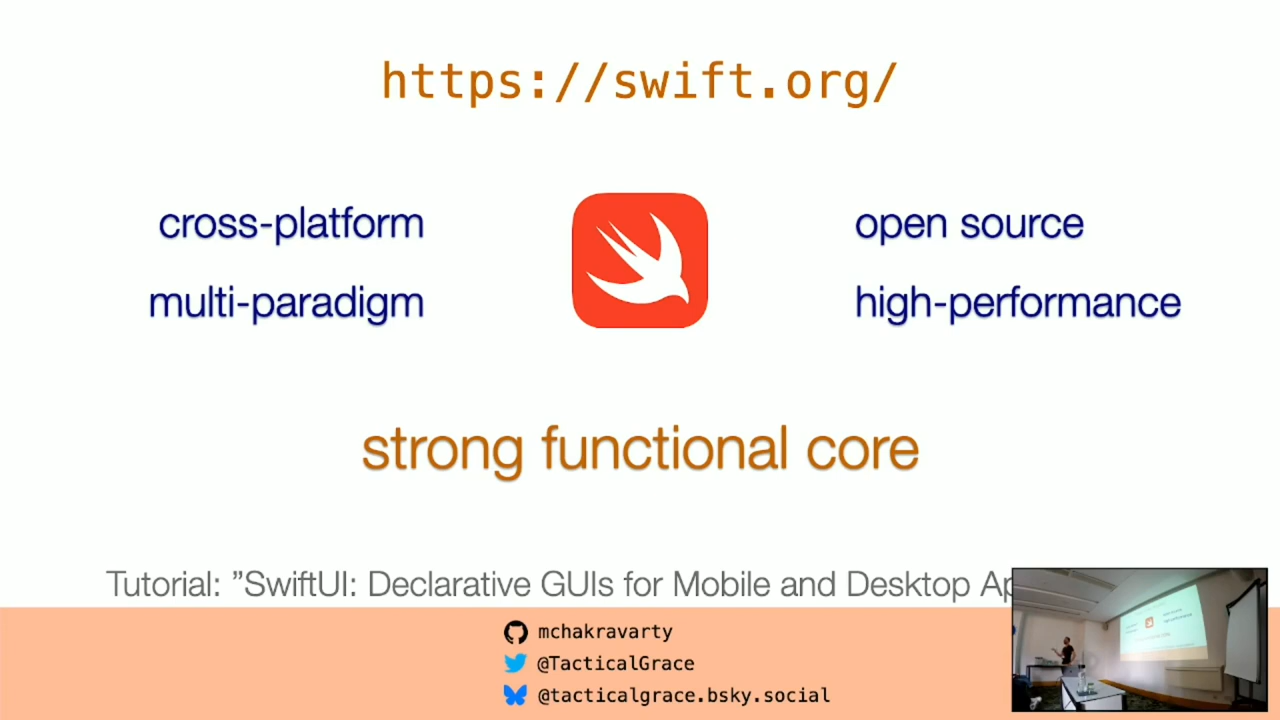 https://swift.org/
cross-platform
open source
multi-paradigm
high-performance
strong functional core
Tutorial: ”SwiftUI: Declarative GUIs for Mobile and Desktop
mchakravarty
@TacticalGrace
@tacticalgrace.bsky.social